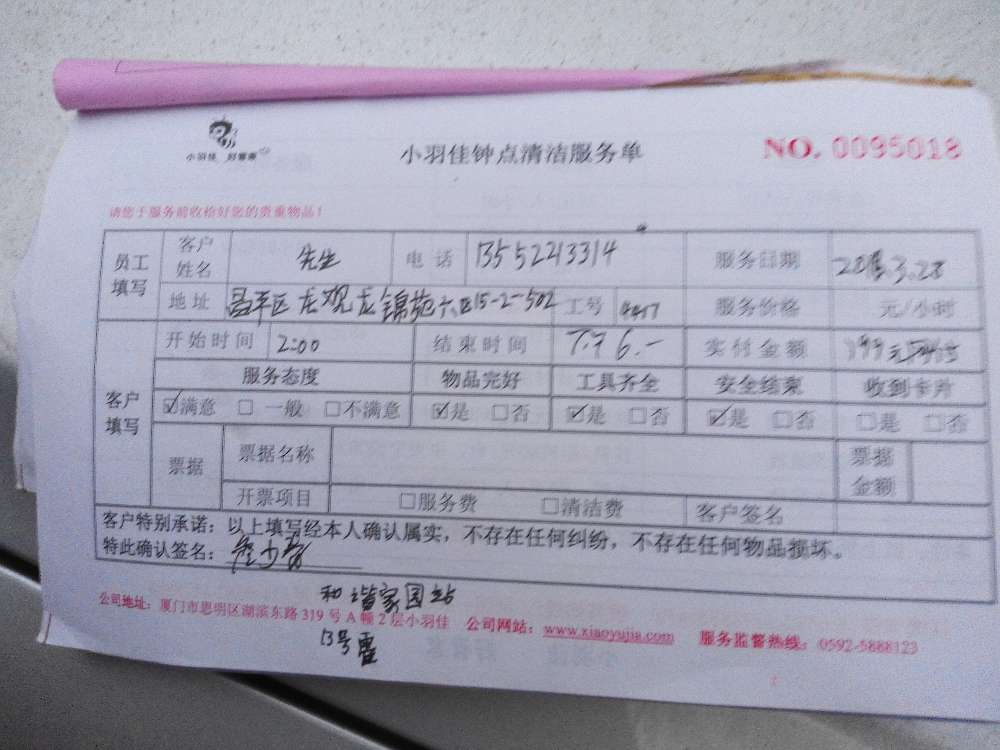 小羽佳 好管家
小羽佳钟点清洁服务单 NO. 0095018
请您于服务前收检好您的贵重物品！
员工填写 客户姓名 先生 电话 13552213314 服务日期 3.28
地址 昌平区龙观龙锦苑六区15-2-502 工号 服务价格 元/小时
客户填写 开始时间 2:00 结束时间 实付金额
服务态度 物品完好 工具齐全 安全结束 收到卡片
☑满意 □一般 □不满意 ☑是 □否 ☑是 □否 ☑是 □否 □是 □否
票据 票据名称 票据金额
开票项目 □服务费 □清洁费 客户签名
客户特别承诺：以上填写经本人确认属实，不存在任何纠纷，不存在任何物品损坏。
特此确认签名：
和谐家园站
公司地址：厦门市思明区湖滨东路319号A幢2层小羽佳 公司网站：www.xiaoyujia.com 服务监督热线：0592-5888123
13号